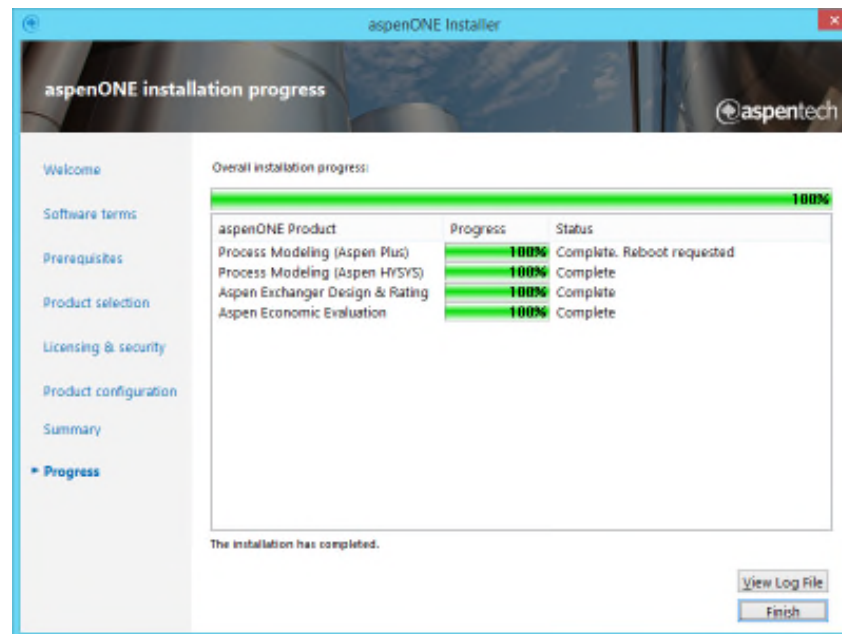 aspenONE Installer
aspenONE installation progress
aspentech
Welcome
Software terms
Prerequisites
Product selection
Licensing & security
Product configuration
Summary
Progress
Overall installation progress:
100%
aspenONE Product Progress Status
Process Modeling (Aspen Plus) 100% Complete. Reboot requested
Process Modeling (Aspen HYSYS) 100% Complete
Aspen Exchanger Design & Rating 100% Complete
Aspen Economic Evaluation 100% Complete
The installation has completed.
View Log File
Finish